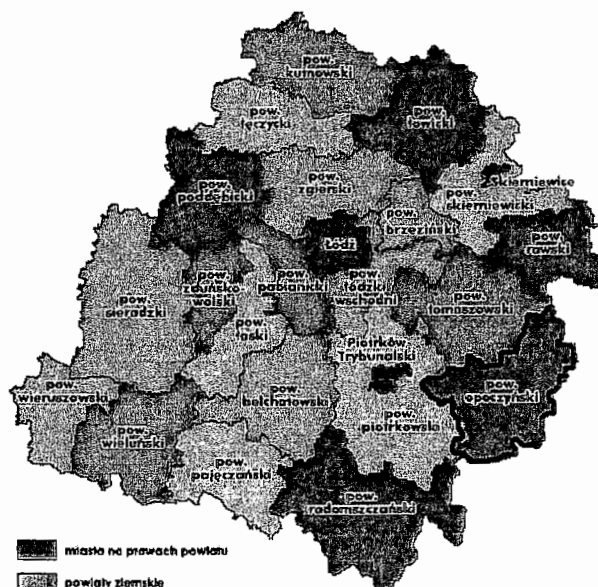 pow.
kutnowski
pow.
łęczycki
pow.
łowicki
pow.
poddębicki
pow.
zgierski
pow.
brzeziński
pow.
skierniewicki
Skierniewice
pow.
rawski
Łódź
pow.
sieradzki
pow.
zduńsko
wolski
pow.
pabianicki
pow.
łódzki
wschodni
pow.
tomaszowski
pow.
łaski
Piotrków
Trybunalski
pow.
wieruszowski
pow.
wieluński
pow.
bełchatowski
pow.
piotrkowski
pow.
opoczyński
pow.
pajęczański
pow.
radomszczański
miasta na prawach powiatu
powiaty ziemskie